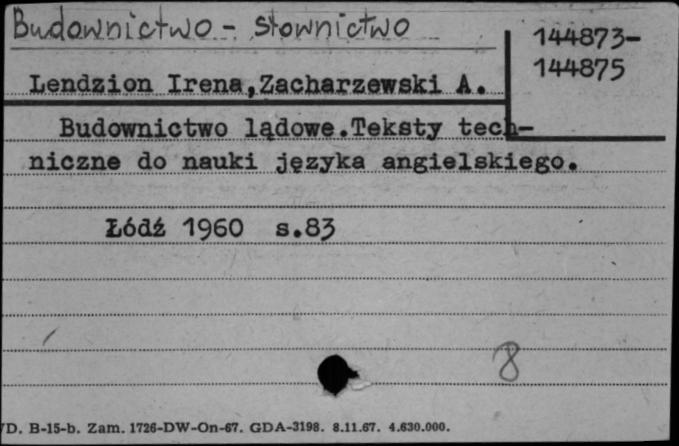 Budownictwo - słownictwo
144873-
144875
Lendzion Irena,Zacharzewski A.
Budownictwo lądowe.Teksty tech-
niczne do nauki języka angielskiego.
Łódź 1960 s.83
8
D. B-15-b. Zam. 1726-DW-On-67. GDA-3198. 8.11.67. 4.630.000.